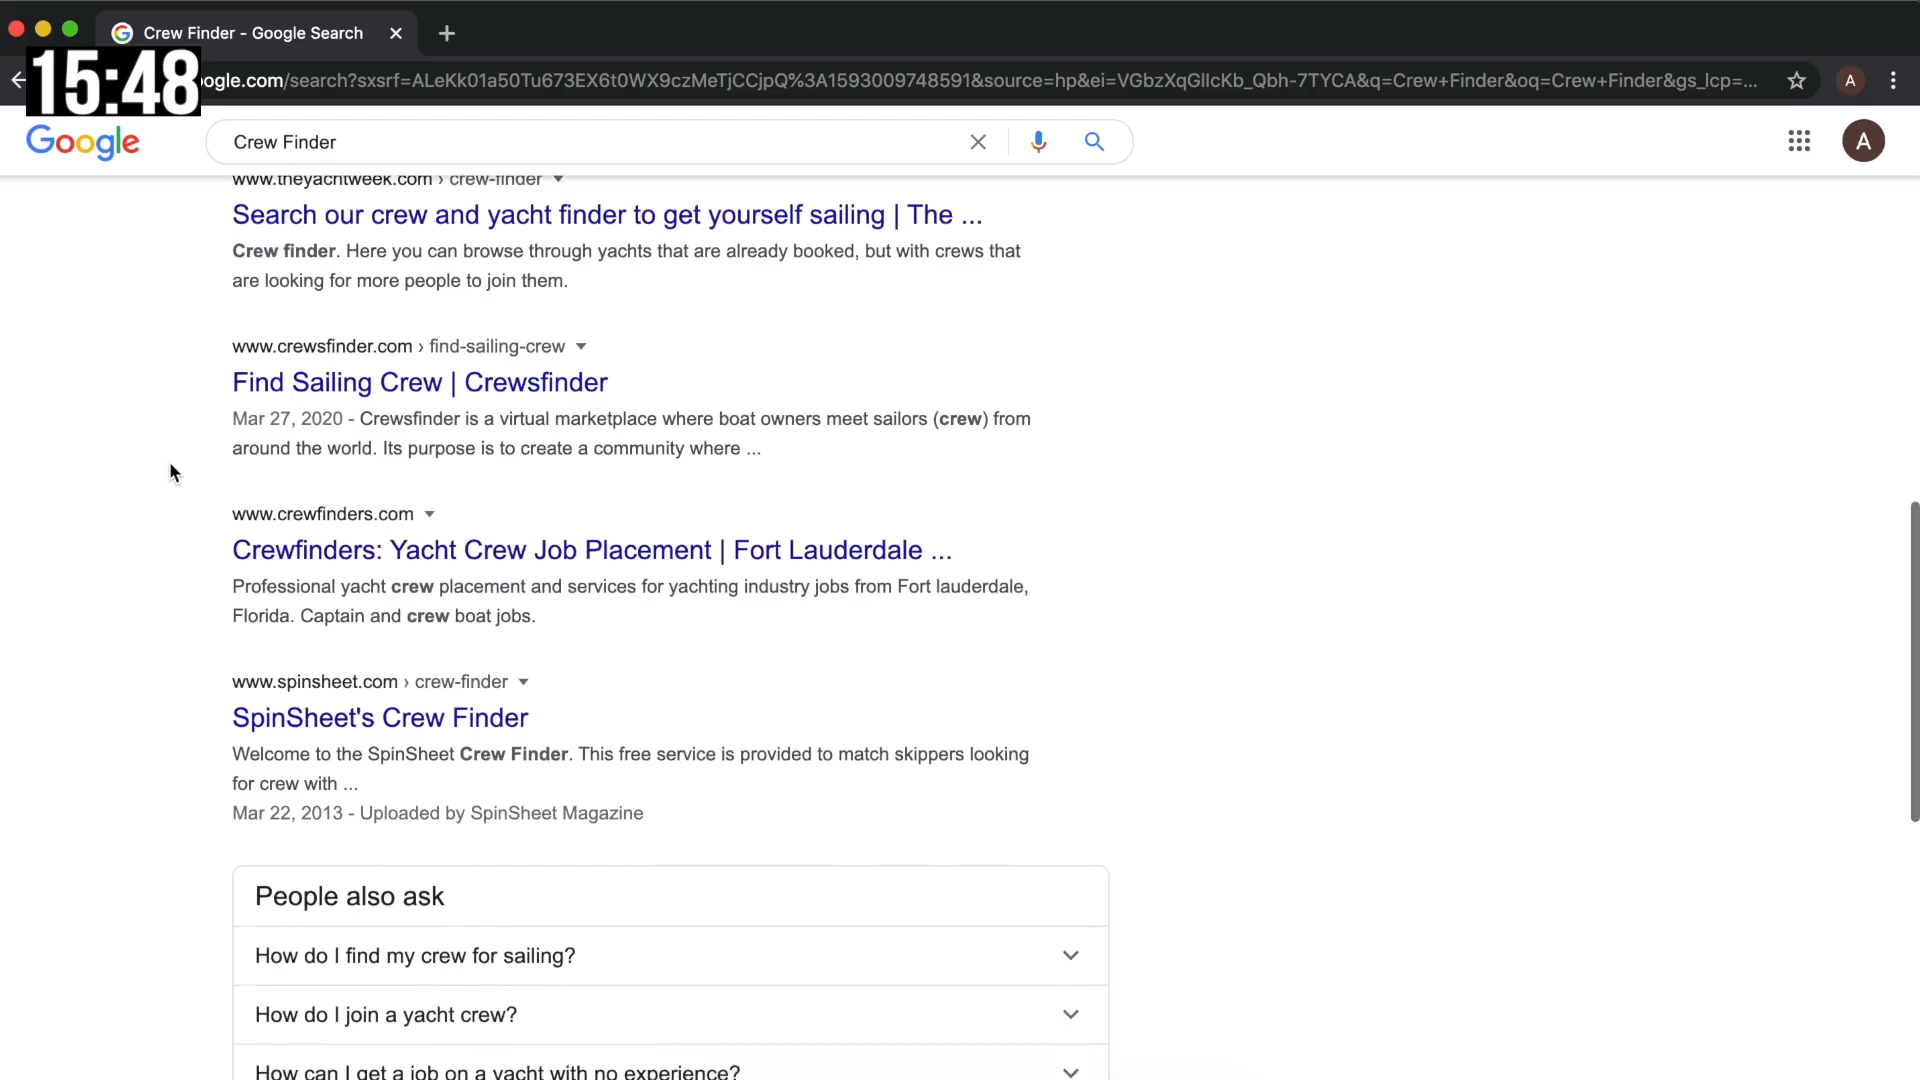 Crew Finder - Google Search
15:48
ogle.com/search?sxsrf=ALeKk01a50Tu673EX6t0WX9czMeTjCCjpQ%3A1593009748591&source=hp&ei=VGbzXqGlIcKb_Qbh-7TYCA&q=Crew+Finder&oq=Crew+Finder&gs_lcp=...
A
Google
Crew Finder
A
www.theyachtweek.com › crew-finder
Search our crew and yacht finder to get yourself sailing | The ...
Crew finder. Here you can browse through yachts that are already booked, but with crews that
are looking for more people to join them.
www.crewsfinder.com › find-sailing-crew
Find Sailing Crew | Crewsfinder
Mar 27, 2020 - Crewsfinder is a virtual marketplace where boat owners meet sailors (crew) from
around the world. Its purpose is to create a community where ...
www.crewfinders.com
Crewfinders: Yacht Crew Job Placement | Fort Lauderdale ...
Professional yacht crew placement and services for yachting industry jobs from Fort lauderdale,
Florida. Captain and crew boat jobs.
www.spinsheet.com › crew-finder
SpinSheet's Crew Finder
Welcome to the SpinSheet Crew Finder. This free service is provided to match skippers looking
for crew with ...
Mar 22, 2013 - Uploaded by SpinSheet Magazine
People also ask
How do I find my crew for sailing?
How do I join a yacht crew?
How can I get a job on a yacht with no experience?